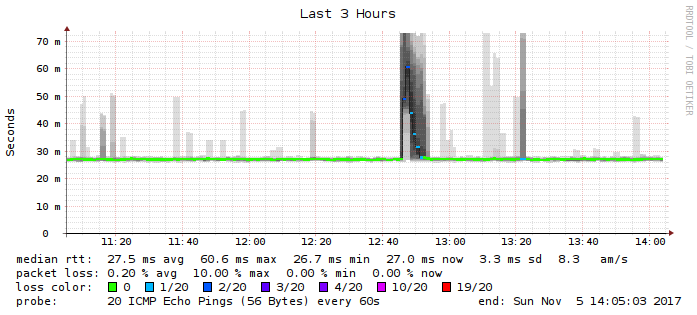 Last 3 Hours
RRDTOOL / TOBI OETIKER
Seconds
70 m
60 m
50 m
40 m
30 m
20 m
10 m
0
11:20 11:40 12:00 12:20 12:40 13:00 13:20 13:40 14:00
median rtt: 27.5 ms avg 60.6 ms max 26.7 ms min 27.0 ms now 3.3 ms sd 8.3 am/s
packet loss: 0.20 % avg 10.00 % max 0.00 % min 0.00 % now
loss color: 0 1/20 2/20 3/20 4/20 10/20 19/20
probe: 20 ICMP Echo Pings (56 Bytes) every 60s end: Sun Nov 5 14:05:03 2017